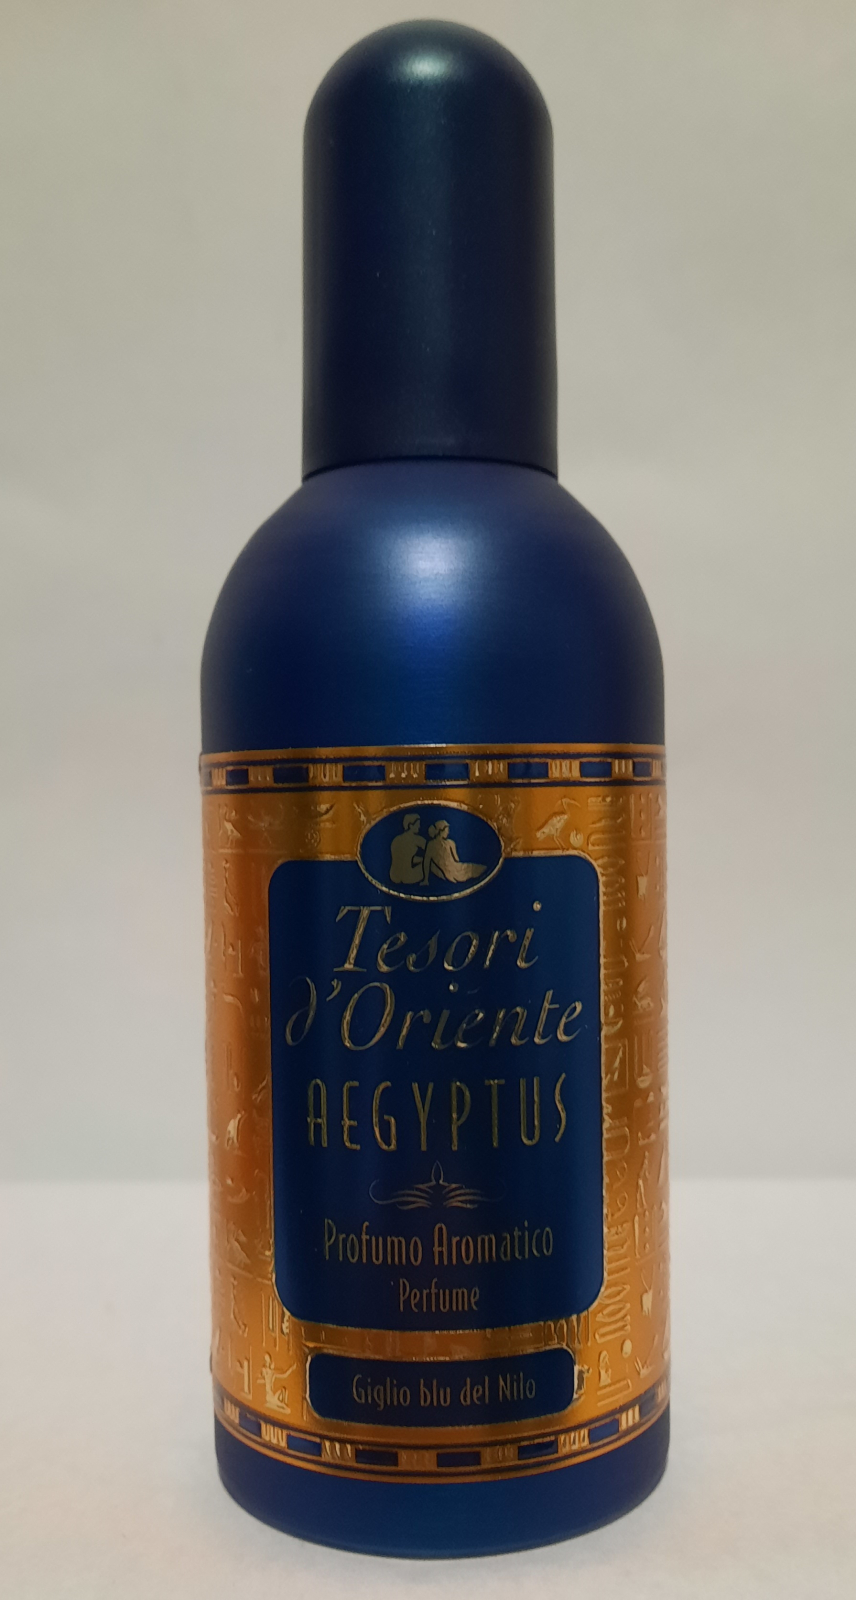 Tesori
d'Oriente
AEGYPTUS
Profumo Aromatico
Perfume
Giglio blu del Nilo